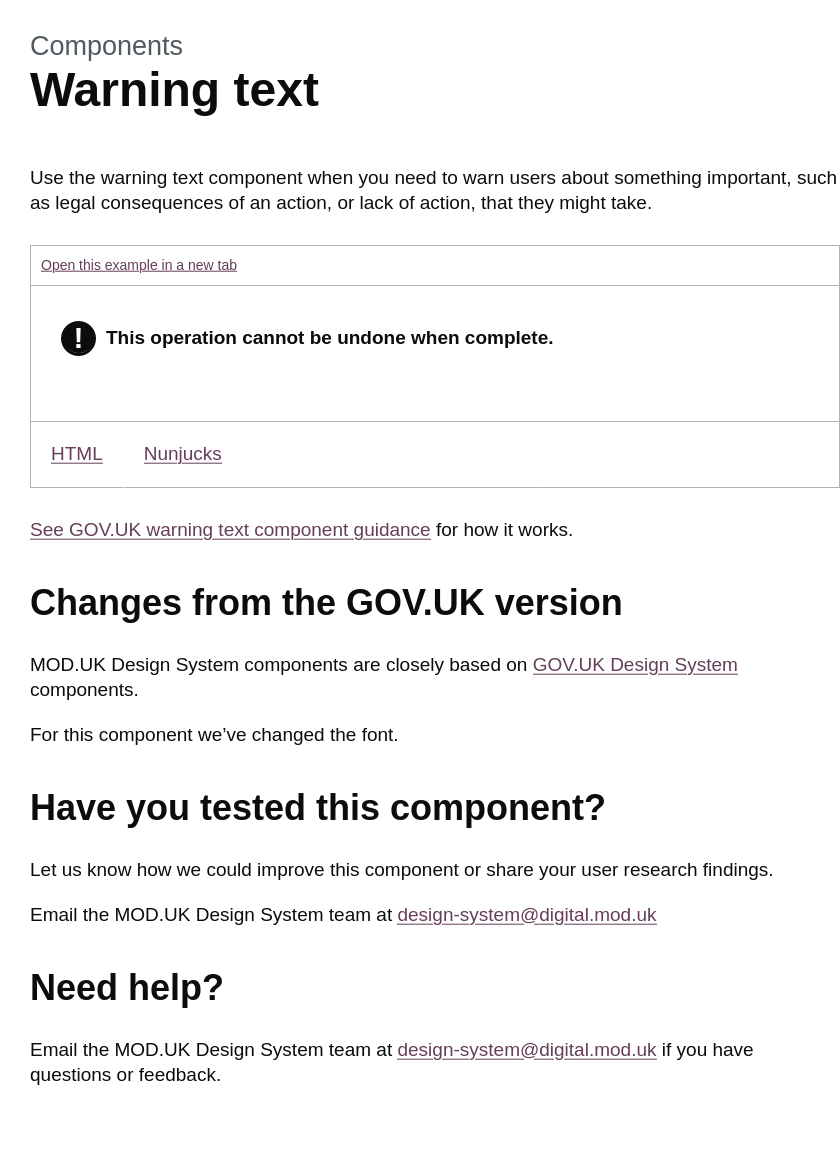 Components
Warning text
Use the warning text component when you need to warn users about something important, such
as legal consequences of an action, or lack of action, that they might take.
Open this example in a new tab
! This operation cannot be undone when complete.
HTML Nunjucks
See GOV.UK warning text component guidance for how it works.
Changes from the GOV.UK version
MOD.UK Design System components are closely based on GOV.UK Design System
components.
For this component we’ve changed the font.
Have you tested this component?
Let us know how we could improve this component or share your user research findings.
Email the MOD.UK Design System team at design-system@digital.mod.uk
Need help?
Email the MOD.UK Design System team at design-system@digital.mod.uk if you have
questions or feedback.